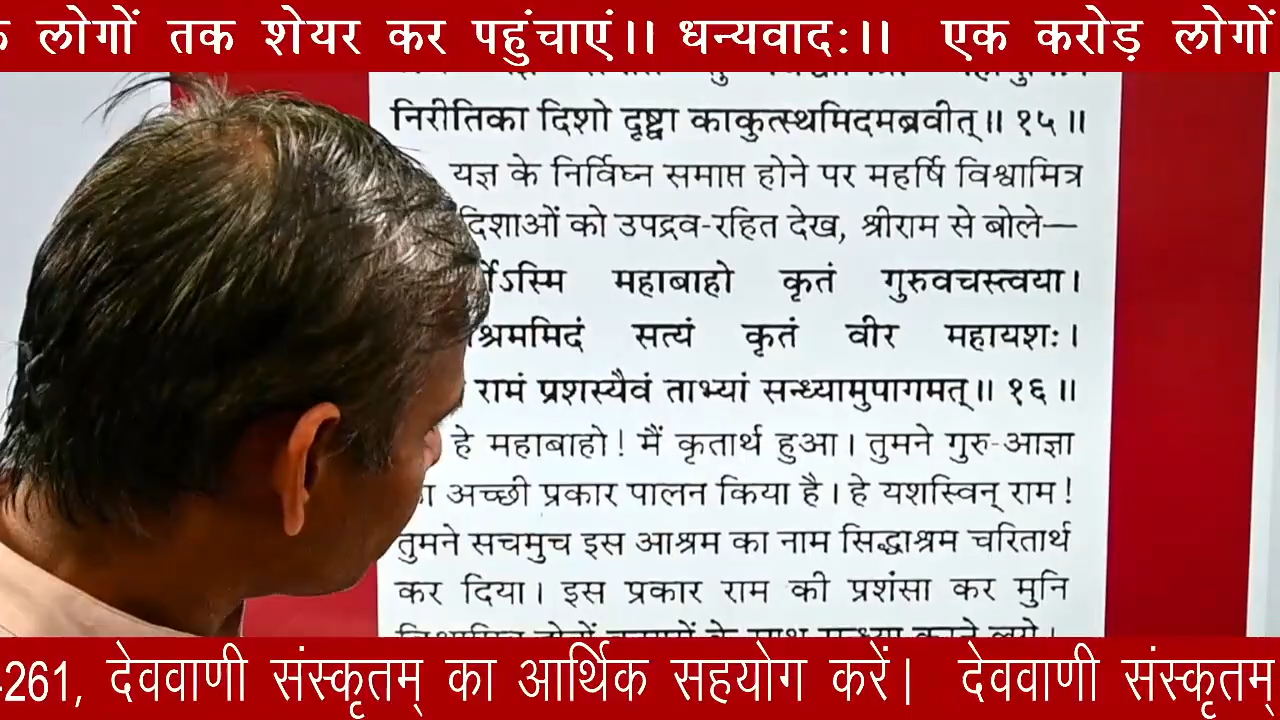 लोगों तक शेयर कर पहुंचाएं।। धन्यवादः।। एक करोड़ लोगों
निरीतिका दिशो दृष्ट्वा काकुत्स्थमिदमब्रवीत्॥ १५॥
यज्ञ के निर्विघ्न समाप्त होने पर महर्षि विश्वामित्र
दिशाओं को उपद्रव-रहित देख, श्रीराम से बोले—
महाबाहो कृतं गुरुवचस्त्वया।
सत्यं कृतं वीर महायशः।
रामं प्रशस्यैवं ताभ्यां सन्ध्यामुपागमत्॥ १६॥
हे महाबाहो! मैं कृतार्थ हुआ। तुमने गुरु-आज्ञा
अच्छी प्रकार पालन किया है। हे यशस्विन् राम!
तुमने सचमुच इस आश्रम का नाम सिद्धाश्रम चरितार्थ
कर दिया। इस प्रकार राम की प्रशंसा कर मुनि
261, देववाणी संस्कृतम् का आर्थिक सहयोग करें| देववाणी संस्कृतम्